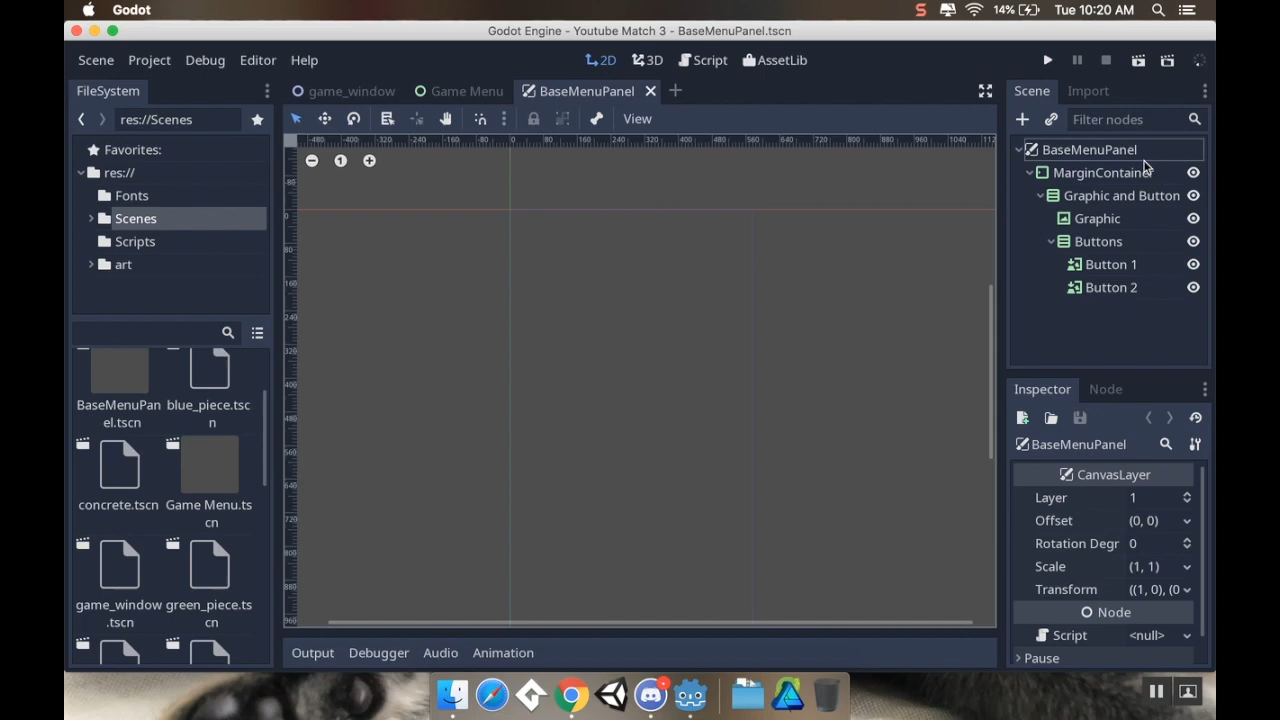 Godot
14%
Tue 10:20 AM
Godot Engine - Youtube Match 3 - BaseMenuPanel.tscn
Scene Project Debug Editor Help
2D 3D Script AssetLib
FileSystem
game_window Game Menu BaseMenuPanel
Scene Import
res://Scenes
View
Filter nodes
Favorites:
res://
Fonts
Scenes
Scripts
art
BaseMenuPanel
MarginContainer
Graphic and Button
Graphic
Buttons
Button 1
Button 2
BaseMenuPan
el.tscn
blue_piece.tsc
n
concrete.tscn
Game Menu.ts
cn
game_window
.tscn
green_piece.ts
cn
Inspector Node
BaseMenuPanel
CanvasLayer
Layer 1
Offset (0, 0)
Rotation Degr 0
Scale (1, 1)
Transform ((1, 0), (0
Node
Script <null>
Pause
Output Debugger Audio Animation